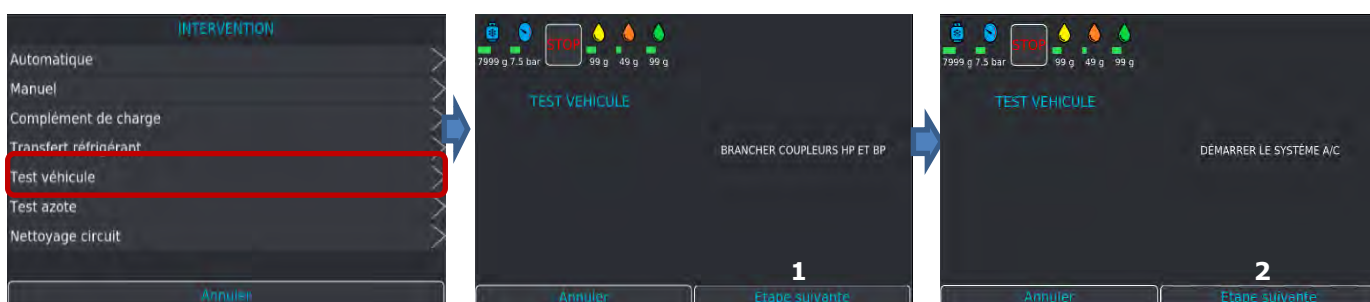 INTERVENTION
Automatique
Manuel
Complément de charge
Transfert réfrigérant
Test véhicule
Test azote
Nettoyage circuit
Annuler
STOP
7999 g 7.5 bar 99 g 49 g 99 g
TEST VEHICULE
BRANCHER COUPLEURS HP ET BP
1
Annuler Etape suivante
STOP
7999 g 7.5 bar 99 g 49 g 99 g
TEST VEHICULE
DÉMARRER LE SYSTÈME A/C
2
Annuler Etape suivante